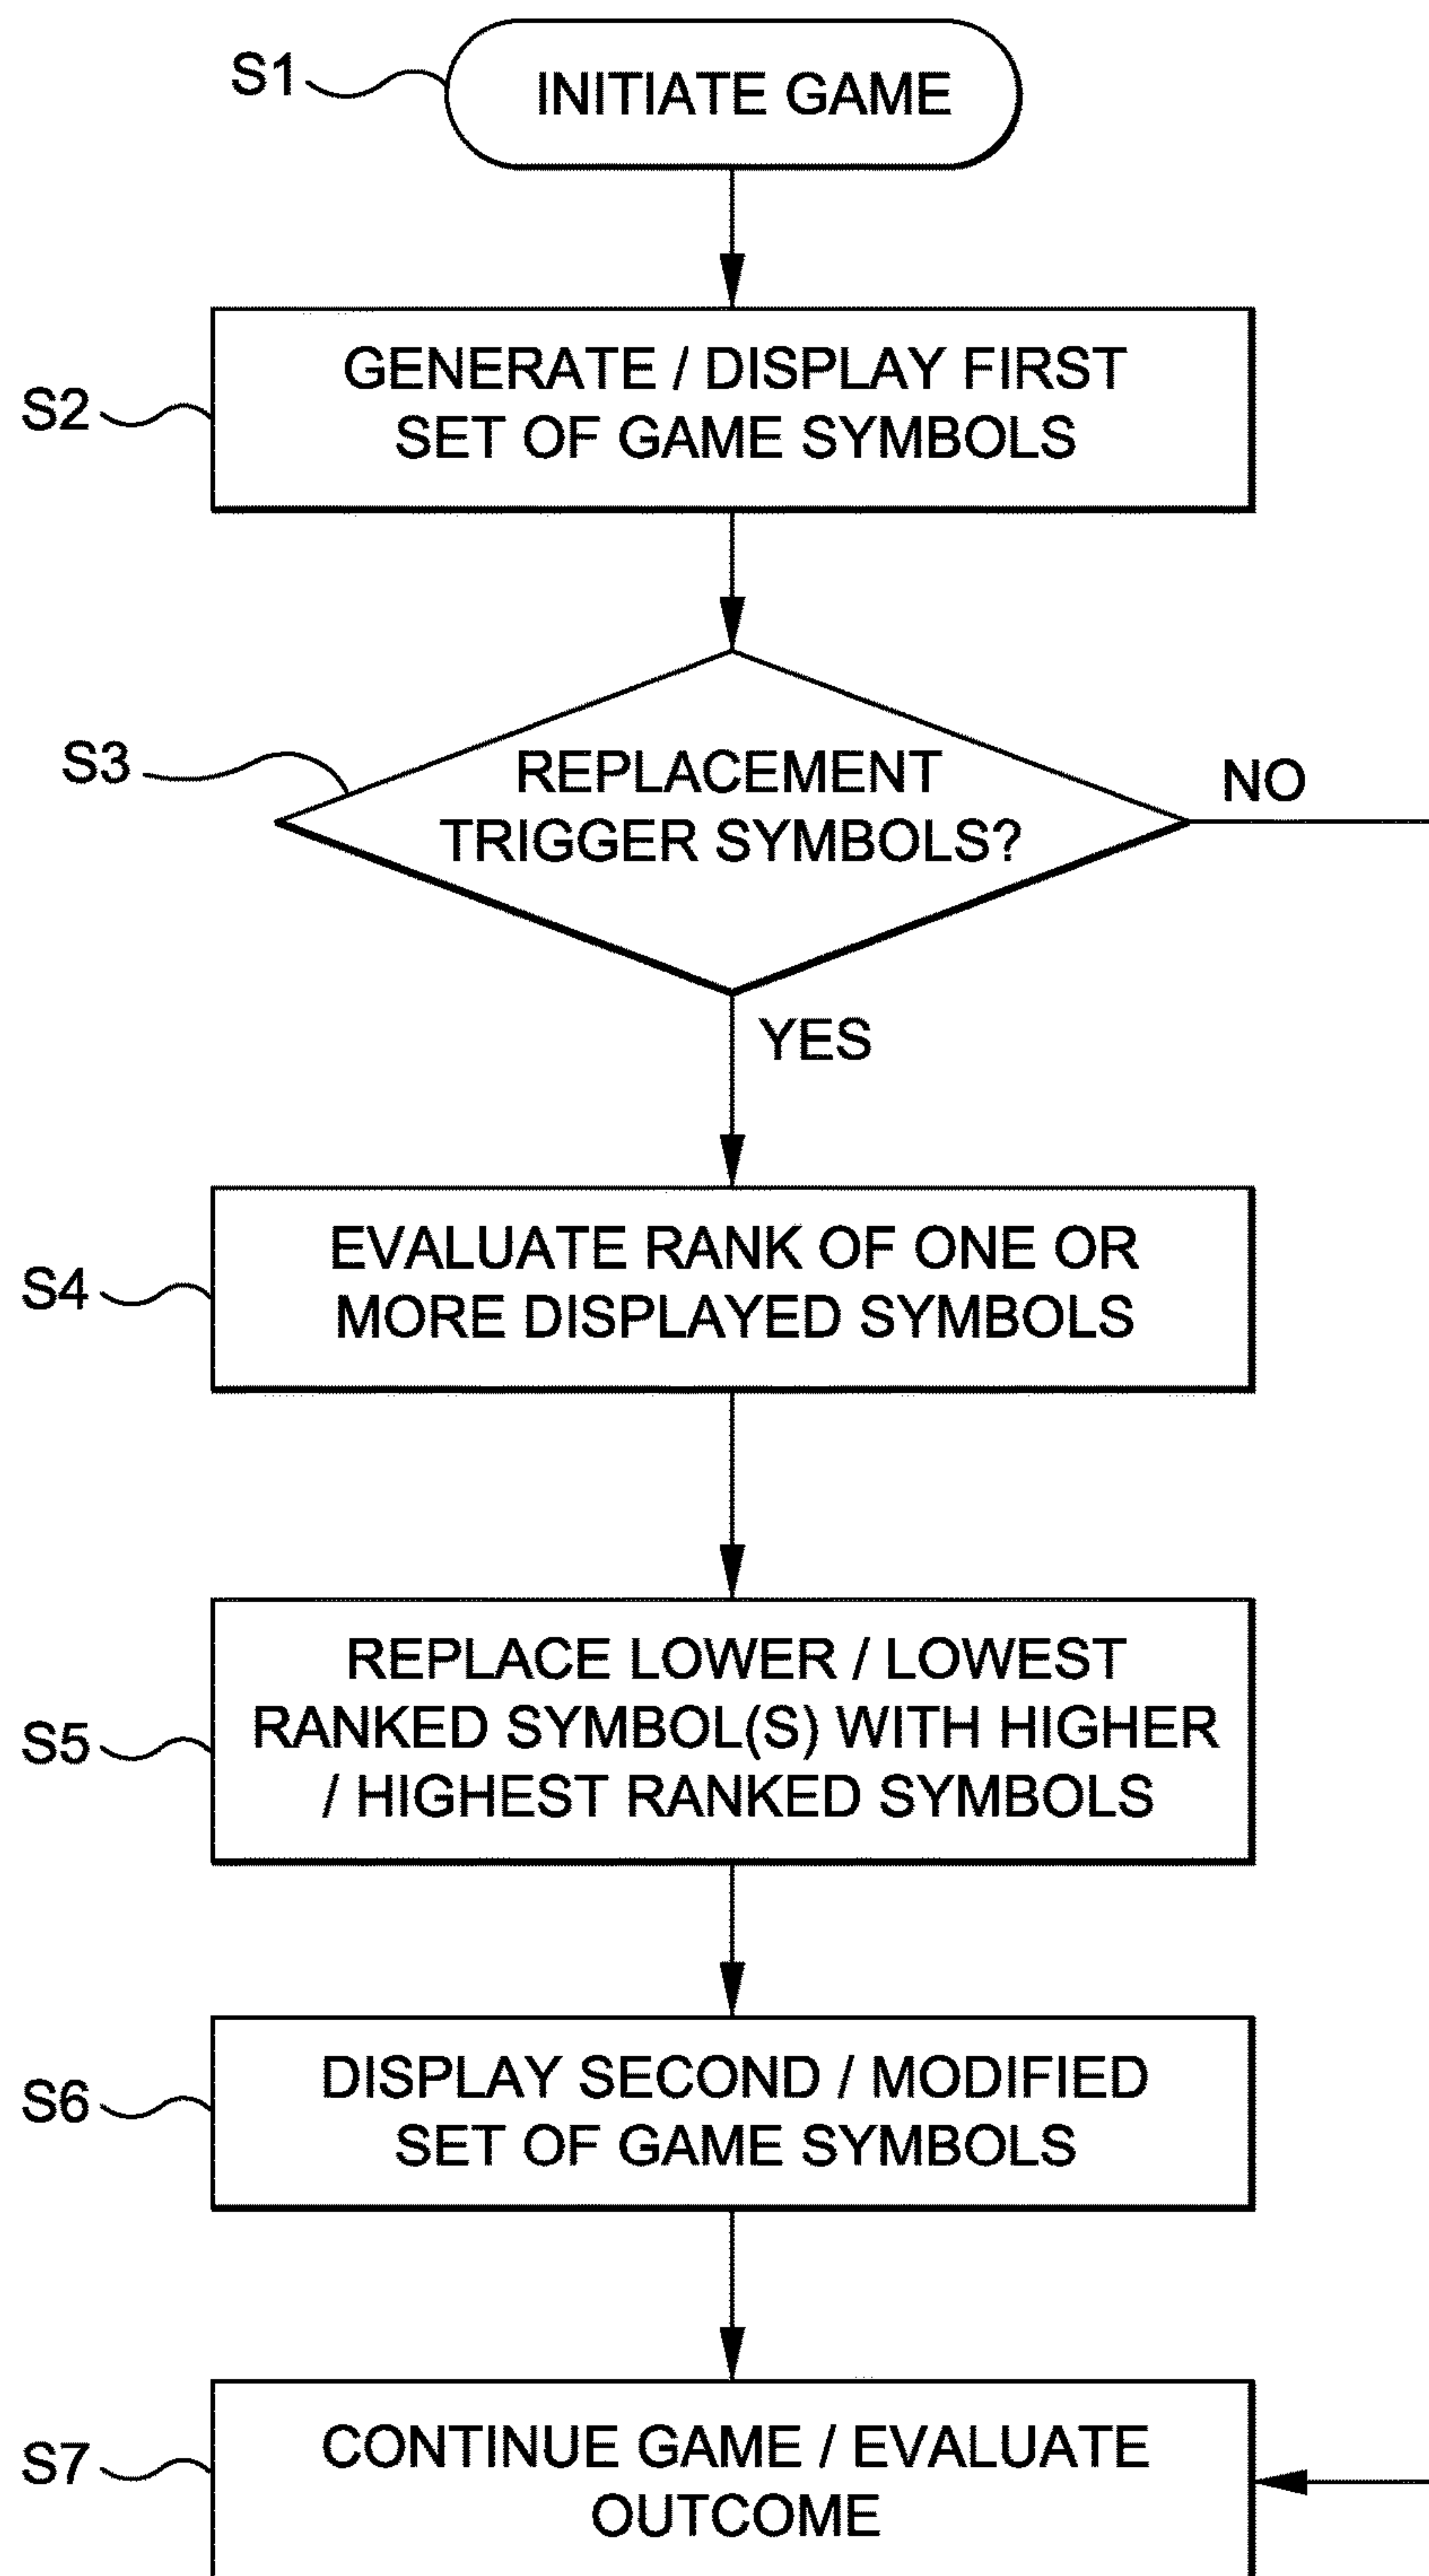 S1
INITIATE GAME
S2
GENERATE / DISPLAY FIRST
SET OF GAME SYMBOLS
S3
REPLACEMENT
TRIGGER SYMBOLS?
NO
YES
S4
EVALUATE RANK OF ONE OR
MORE DISPLAYED SYMBOLS
S5
REPLACE LOWER / LOWEST
RANKED SYMBOL(S) WITH HIGHER
/ HIGHEST RANKED SYMBOLS
S6
DISPLAY SECOND / MODIFIED
SET OF GAME SYMBOLS
S7
CONTINUE GAME / EVALUATE
OUTCOME